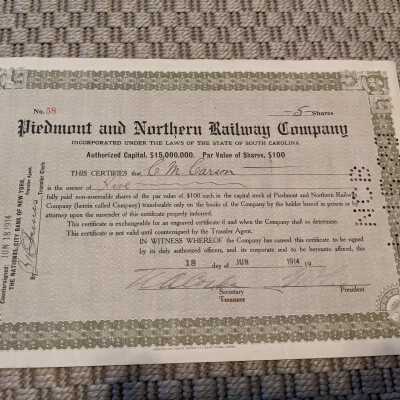 No. 58 -5- Shares
Piedmont and Northern Railway Company
INCORPORATED UNDER THE LAWS OF THE STATE OF SOUTH CAROLINA
Authorized Capital, $15,000,000. Par Value of Shares, $100
THIS CERTIFIES that C. M. Carson
is the owner of Five
fully paid non-assessable shares of the par value of $100 each in the capital stock of Piedmont and Northern Railway
Company (herein called Company) transferable only on the books of the Company by the holder hereof in person or by
attorney upon the surrender of this certificate properly indorsed.
This certificate is exchangeable for an engraved certificate if and when the Company shall so determine.
This certificate is not valid until countersigned by the Transfer Agent.
IN WITNESS WHEREOF the Company has caused this certificate to be signed
by its duly authorized officers, and its corporate seal to be hereunto affixed, this
18 day of JUN 1914 19
Secretary President
Treasurer
Countersigned: JUN 18 1914
THE NATIONAL CITY BANK OF NEW YORK,
Transfer Agent
By
Transfer Clerk